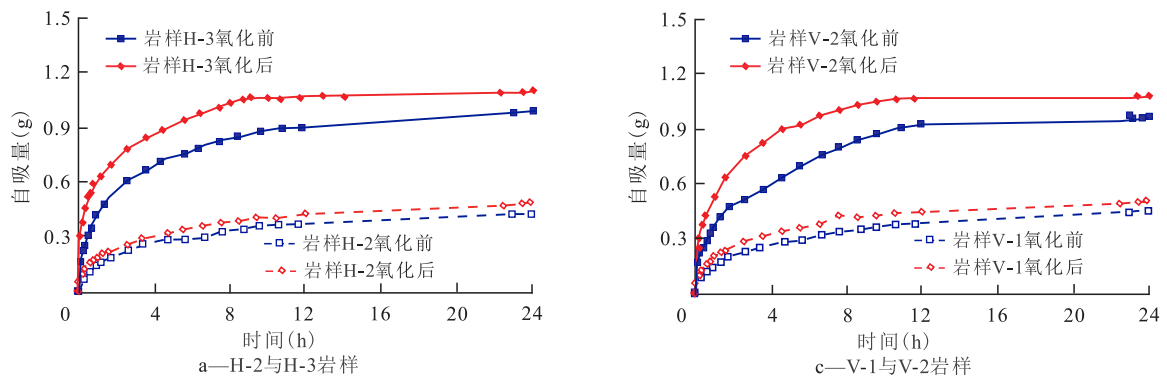 1.5
1.2
0.9
0.6
0.3
自吸量(g)
岩样H-3氧化前
岩样H-3氧化后
岩样H-2氧化前
岩样H-2氧化后
0 4 8 12 20 24
时间(h)
a—H-2与H-3岩样
1.5
1.2
0.9
0.6
0.3
自吸量(g)
岩样V-2氧化前
岩样V-2氧化后
岩样V-1氧化前
岩样V-1氧化后
0 4 8 12 20 24
时间(h)
c—V-1与V-2岩样